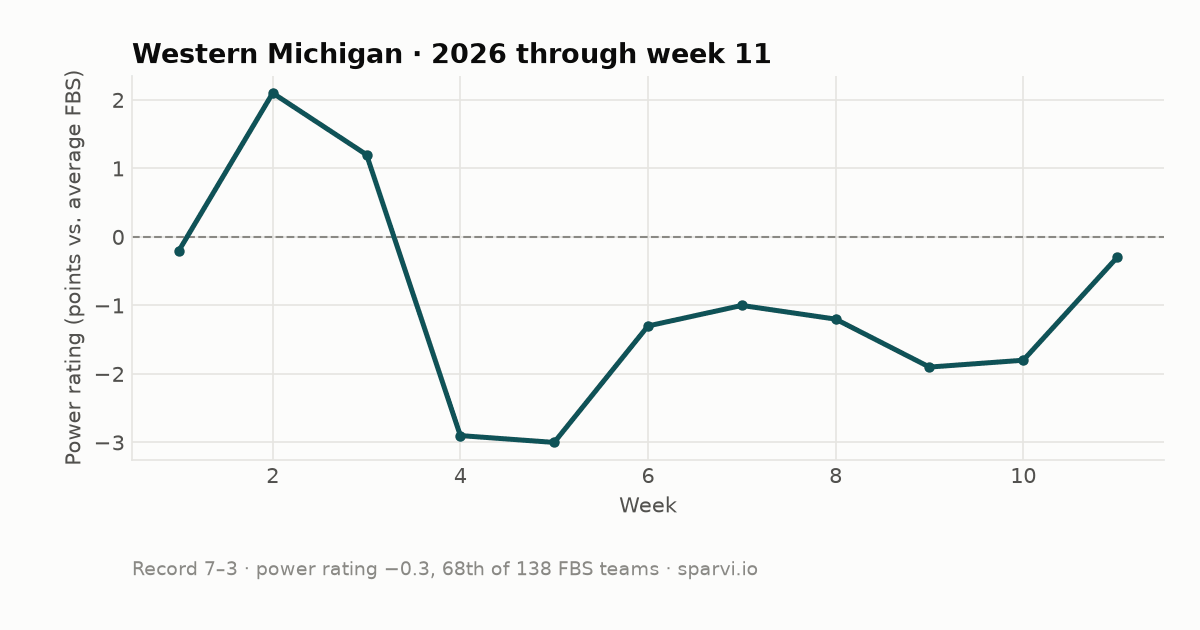 Western Michigan · 2026 through week 11
Power rating (points vs. average FBS)
2
1
0
−1
−2
−3
2
4
6
8
10
Week
Record 7–3 · power rating −0.3, 68th of 138 FBS teams · sparvi.io